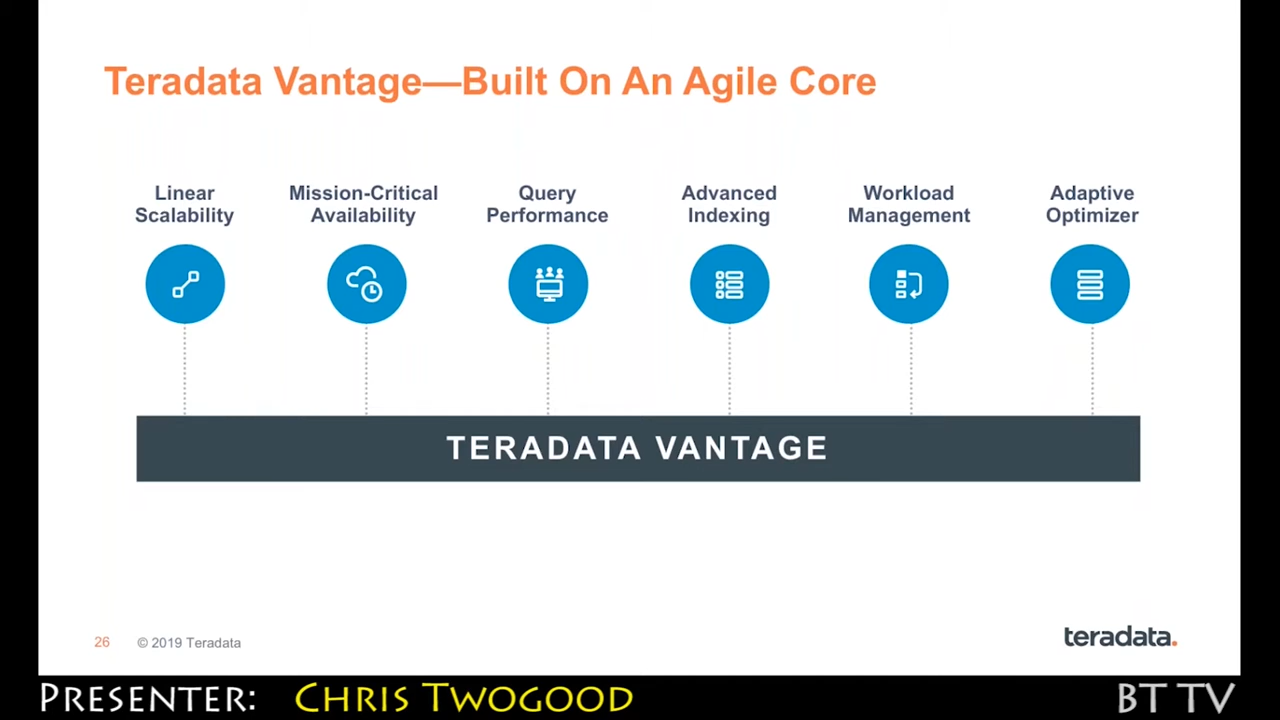 Teradata Vantage—Built On An Agile Core
Linear
Scalability
Mission-Critical
Availability
Query
Performance
Advanced
Indexing
Workload
Management
Adaptive
Optimizer
TERADATA VANTAGE
26 © 2019 Teradata
teradata.
PRESENTER: CHRIS TWOGOOD
BT TV